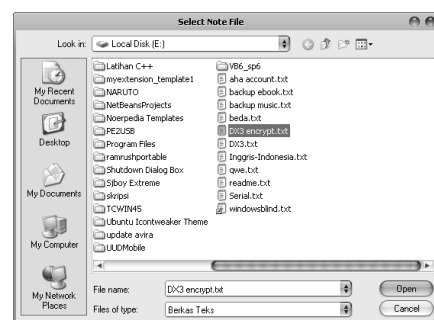 Select Note File
Look in:
Local Disk (E:)
My Recent Documents
Desktop
My Documents
My Computer
My Network Places
Latihan C++
myextension_template1
NARUTO
NetBeansProjects
Noerpedia Templates
PE2USB
Program Files
ramrushportable
Shutdown Dialog Box
Sjboy Extreme
skripsi
TCWIN45
Ubuntu Icontweaker Theme
update avira
UUDMobile
VB6_sp6
aha account.txt
backup ebook.txt
backup music.txt
beda.txt
DX3 encrypt.txt
DX3.txt
Inggris-Indonesia.txt
qwe.txt
readme.txt
Serial.txt
windowsblind.txt
File name:
DX3 encrypt.txt
Open
Files of type:
Berkas Teks
Cancel